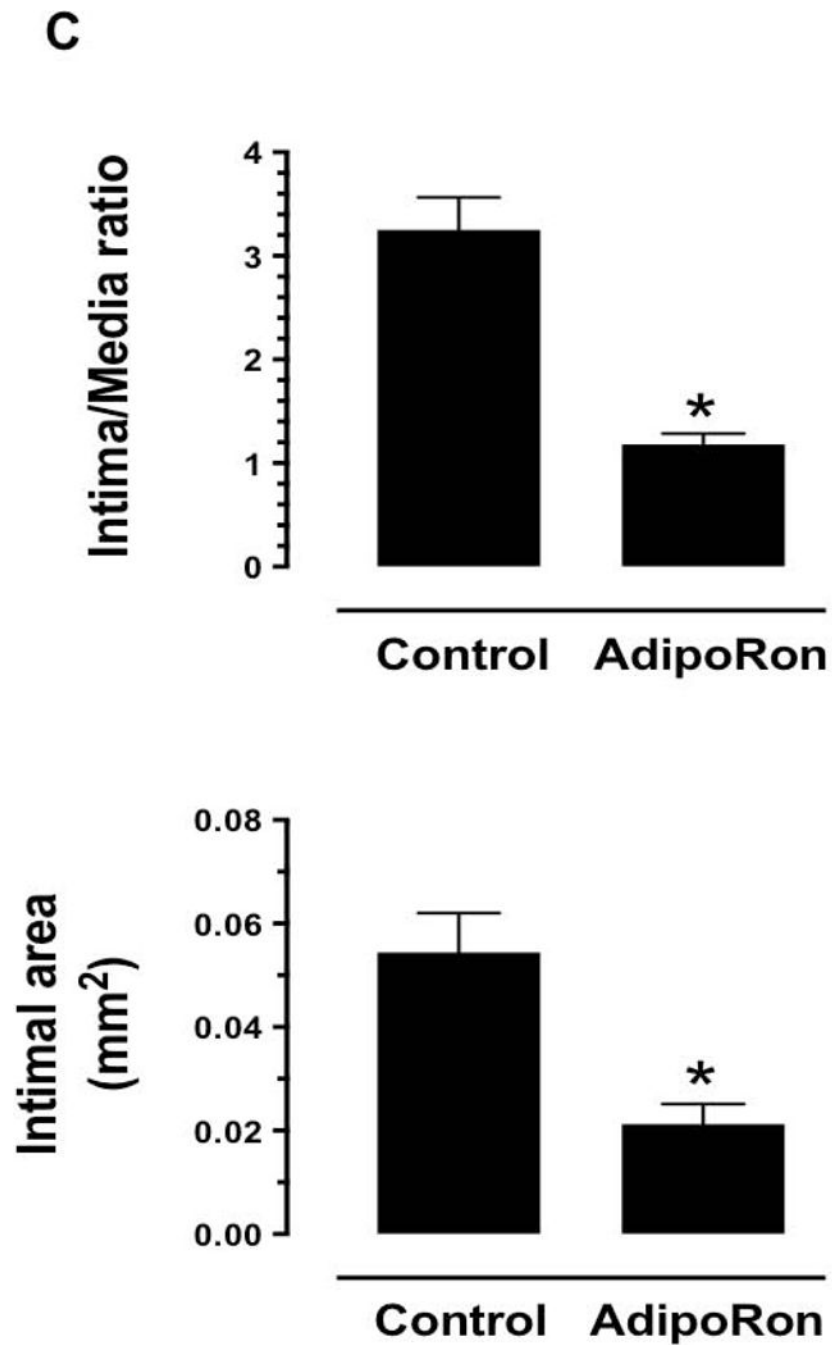 C
Intima/Media ratio
4
3
2
1
0
*
Control AdipoRon
Intimal area
(mm²)
0.08
0.06
0.04
0.02
0.00
*
Control AdipoRon